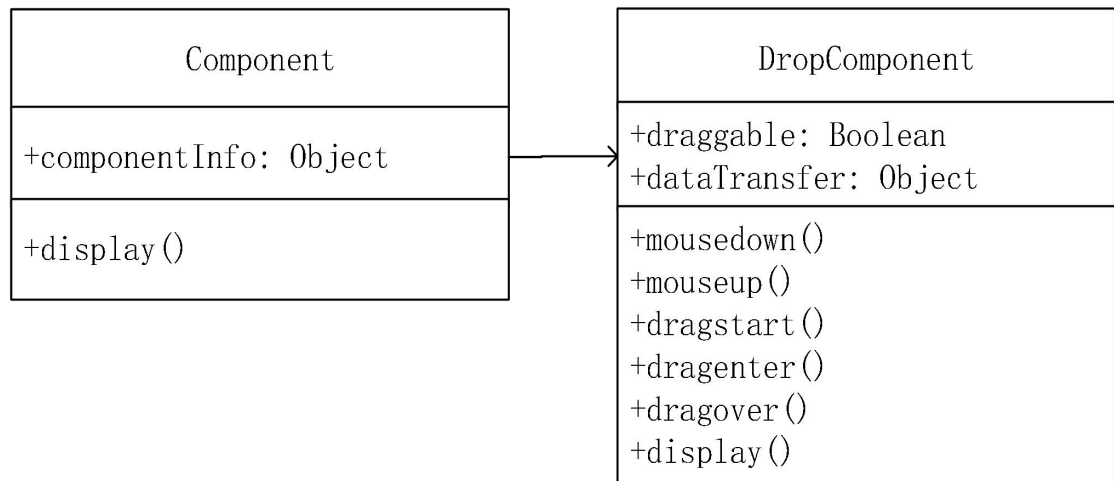 Component
+componentInfo: Object
+display()
DropComponent
+draggable: Boolean
+dataTransfer: Object
+mousedown()
+mouseup()
+dragstart()
+dragenter()
+dragover()
+display()